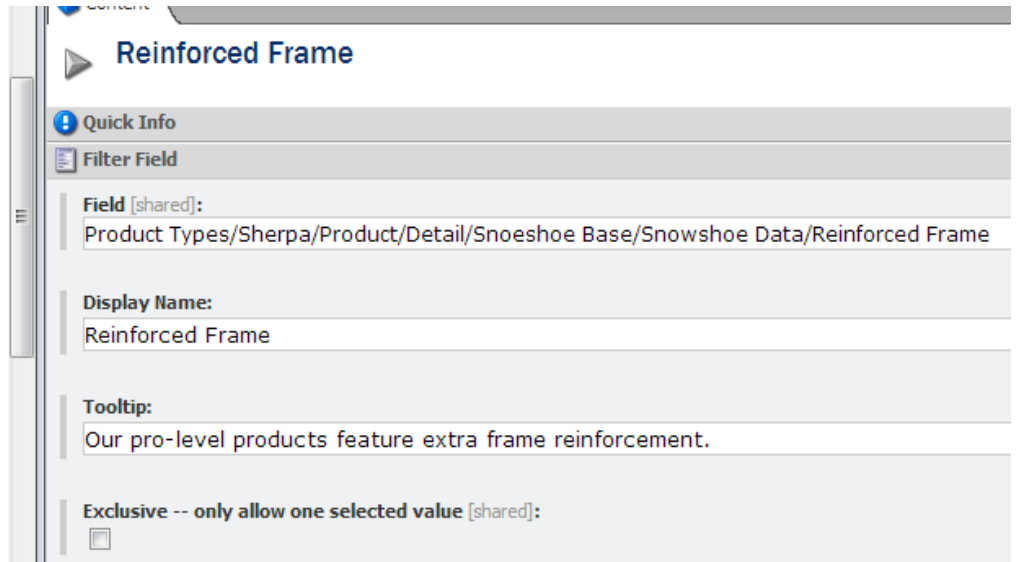 Content
Reinforced Frame
Quick Info
Filter Field
Field [shared]:
Product Types/Sherpa/Product/Detail/Snoeshoe Base/Snowshoe Data/Reinforced Frame
Display Name:
Reinforced Frame
Tooltip:
Our pro-level products feature extra frame reinforcement.
Exclusive -- only allow one selected value [shared]: